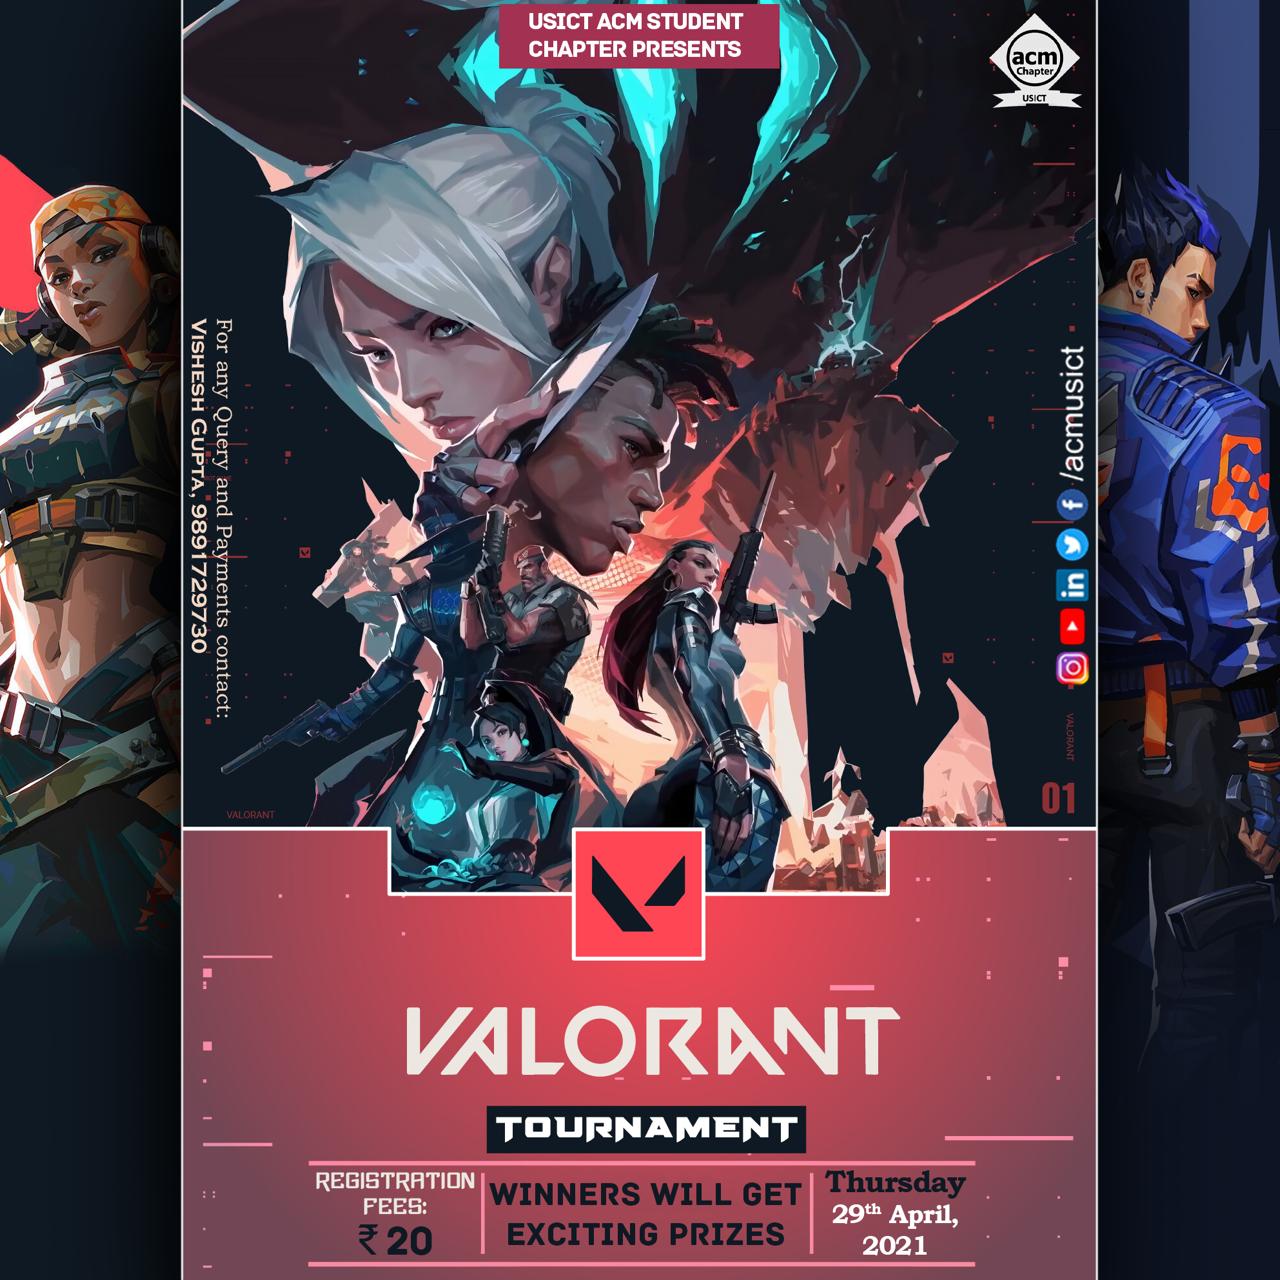 USICT ACM STUDENT
CHAPTER PRESENTS
acm
Chapter
USICT
For any Query and Payments contact:
VISHESH GUPTA, 9891729730
/acmusict
f
in
VALORANT
01
VALORANT
VALORANT
TOURNAMENT
REGISTRATION
FEES:
₹ 20
WINNERS WILL GET
EXCITING PRIZES
Thursday
29th April,
2021